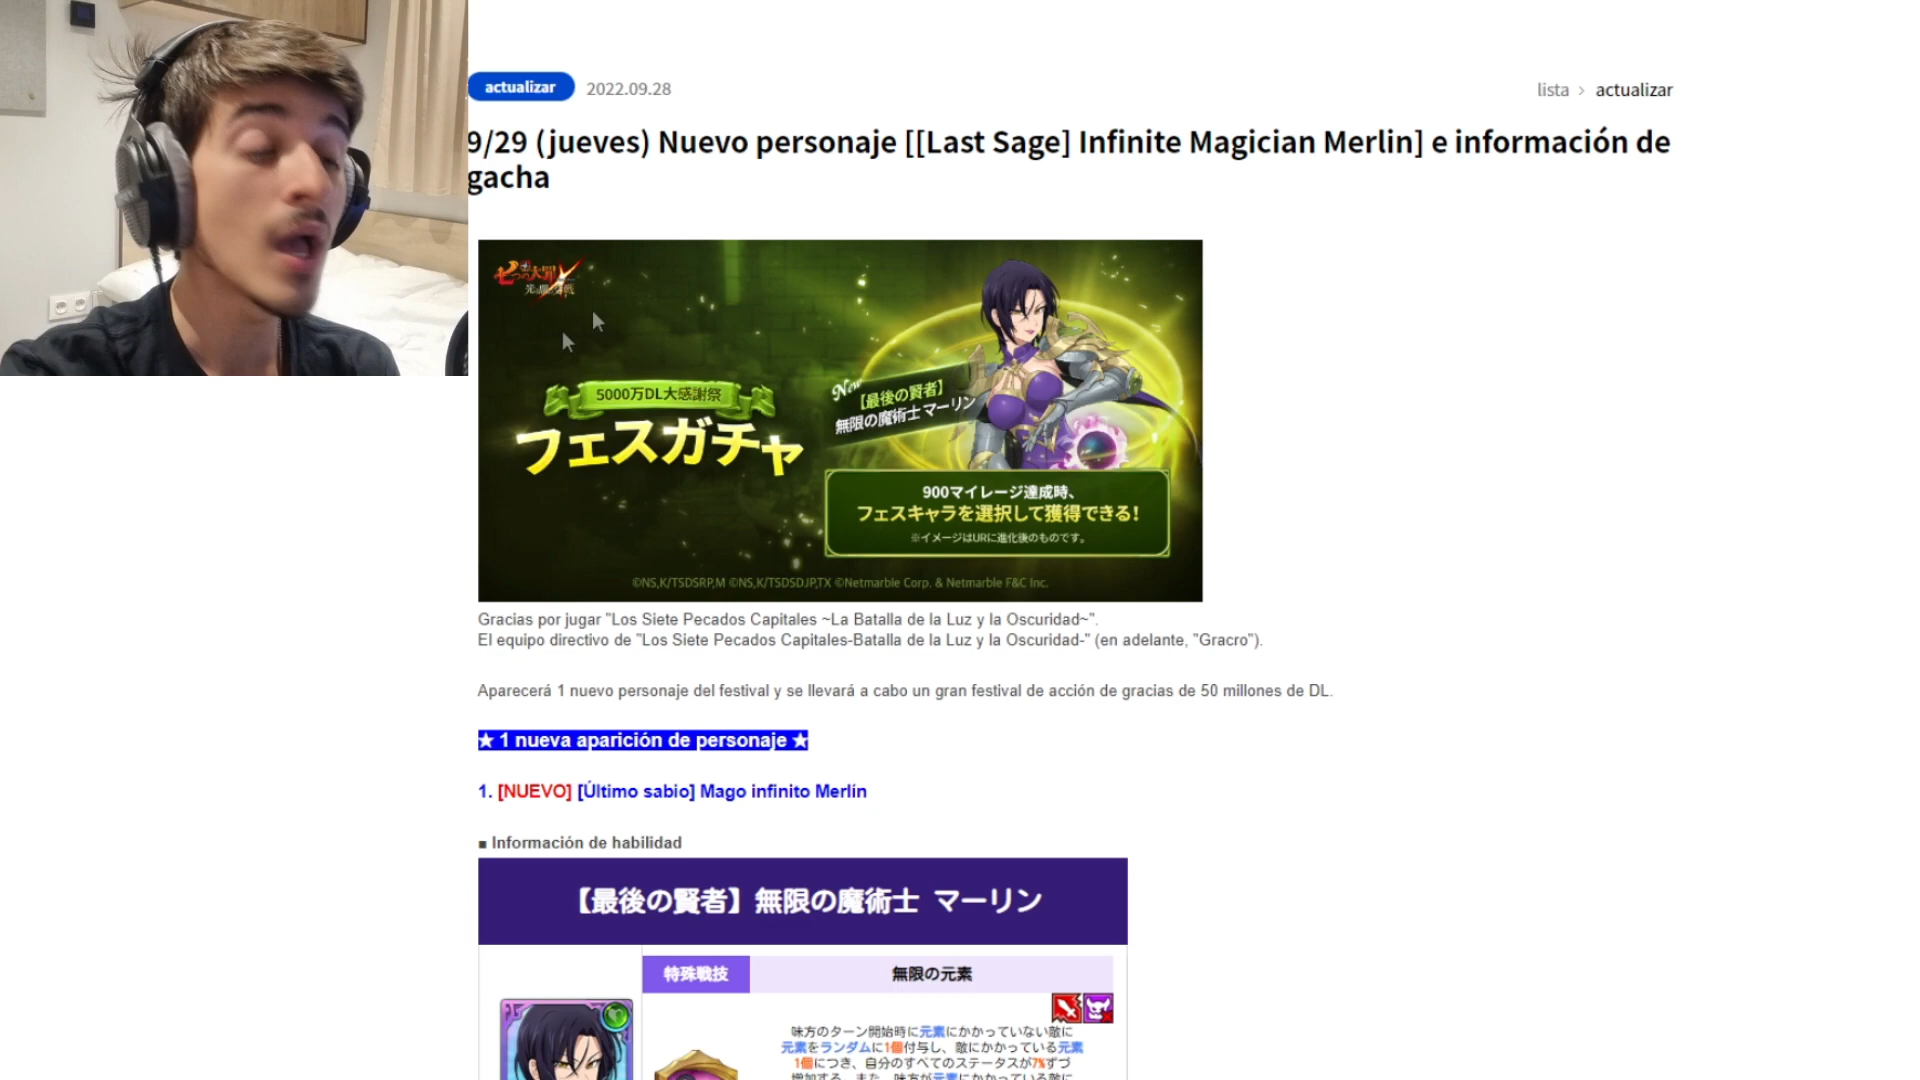 actualizar 2022.09.28
lista > actualizar
9/29 (jueves) Nuevo personaje [[Last Sage] Infinite Magician Merlin] e información de
gacha
七つの大罪
光と闇の交戦
5000万DL大感謝祭
フェスガチャ
New
【最後の賢者】
無限の魔術士 マーリン
900マイレージ達成時、
フェスキャラを選択して獲得できる!
※イメージはURに進化後のものです。
©NS,K/TSDSRP,M ©NS,K/TSDSDJP,TX ©Netmarble Corp. & Netmarble F&C Inc.
Gracias por jugar "Los Siete Pecados Capitales ~La Batalla de la Luz y la Oscuridad~".
El equipo directivo de "Los Siete Pecados Capitales-Batalla de la Luz y la Oscuridad-" (en adelante, "Gracro").
Aparecerá 1 nuevo personaje del festival y se llevará a cabo un gran festival de acción de gracias de 50 millones de DL.
★ 1 nueva aparición de personaje ★
1. [NUEVO] [Último sabio] Mago infinito Merlín
■ Información de habilidad
【最後の賢者】無限の魔術士 マーリン
特殊戦技
無限の元素
味方のターン開始時に元素にかかっていない敵に
元素をランダムに1個付与し、敵にかかっている元素
1個につき、自分のすべてのステータスが7%ずつ
増加する。また、味方が元素にかかっている敵に